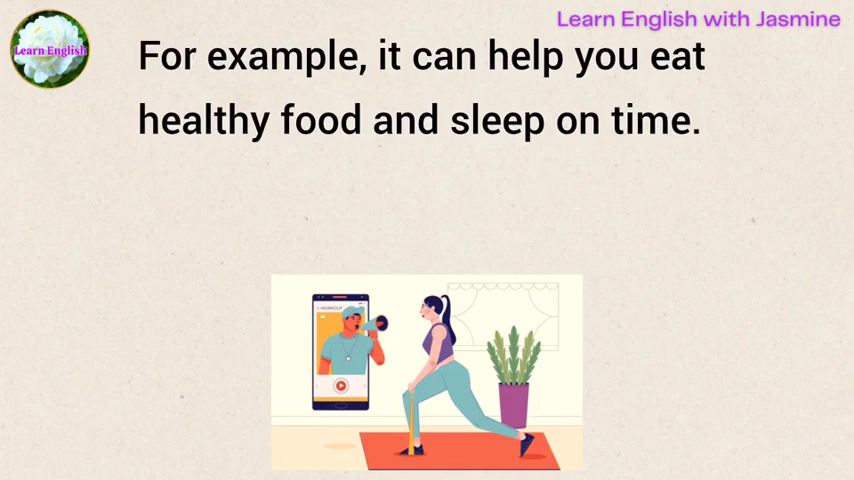 Learn English with Jasmine
Learn English
For example, it can help you eat
healthy food and sleep on time.
WORKOUT